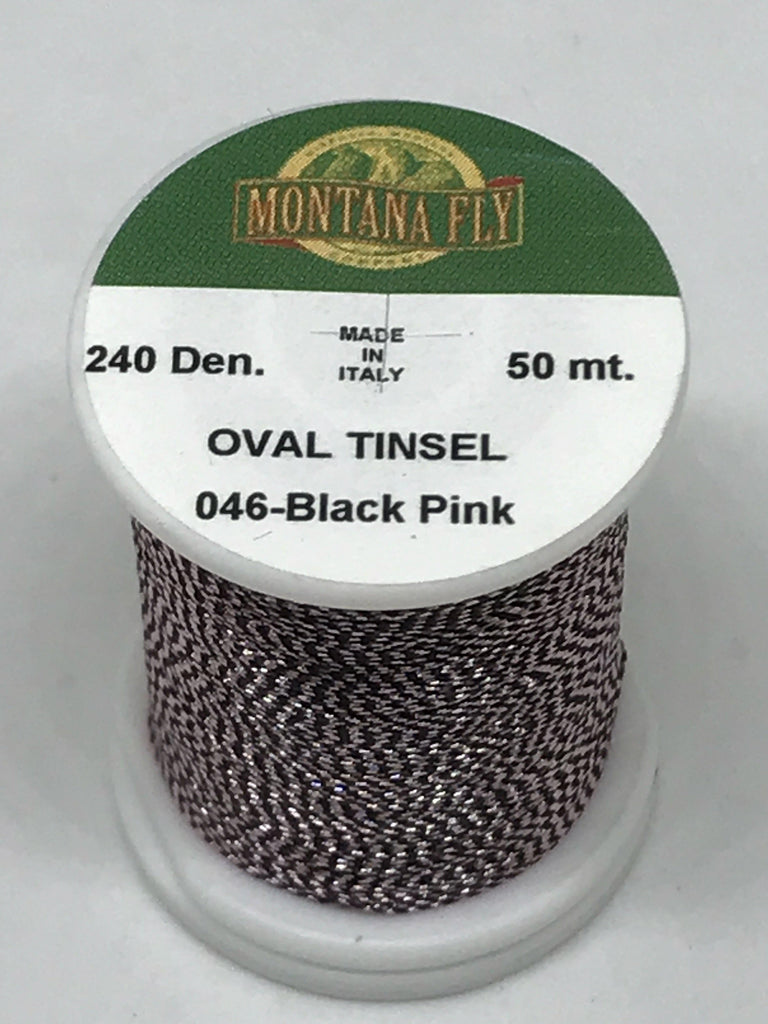 MONTANA FLY
MADE
IN
ITALY
240 Den.
50 mt.
OVAL TINSEL
046-Black Pink